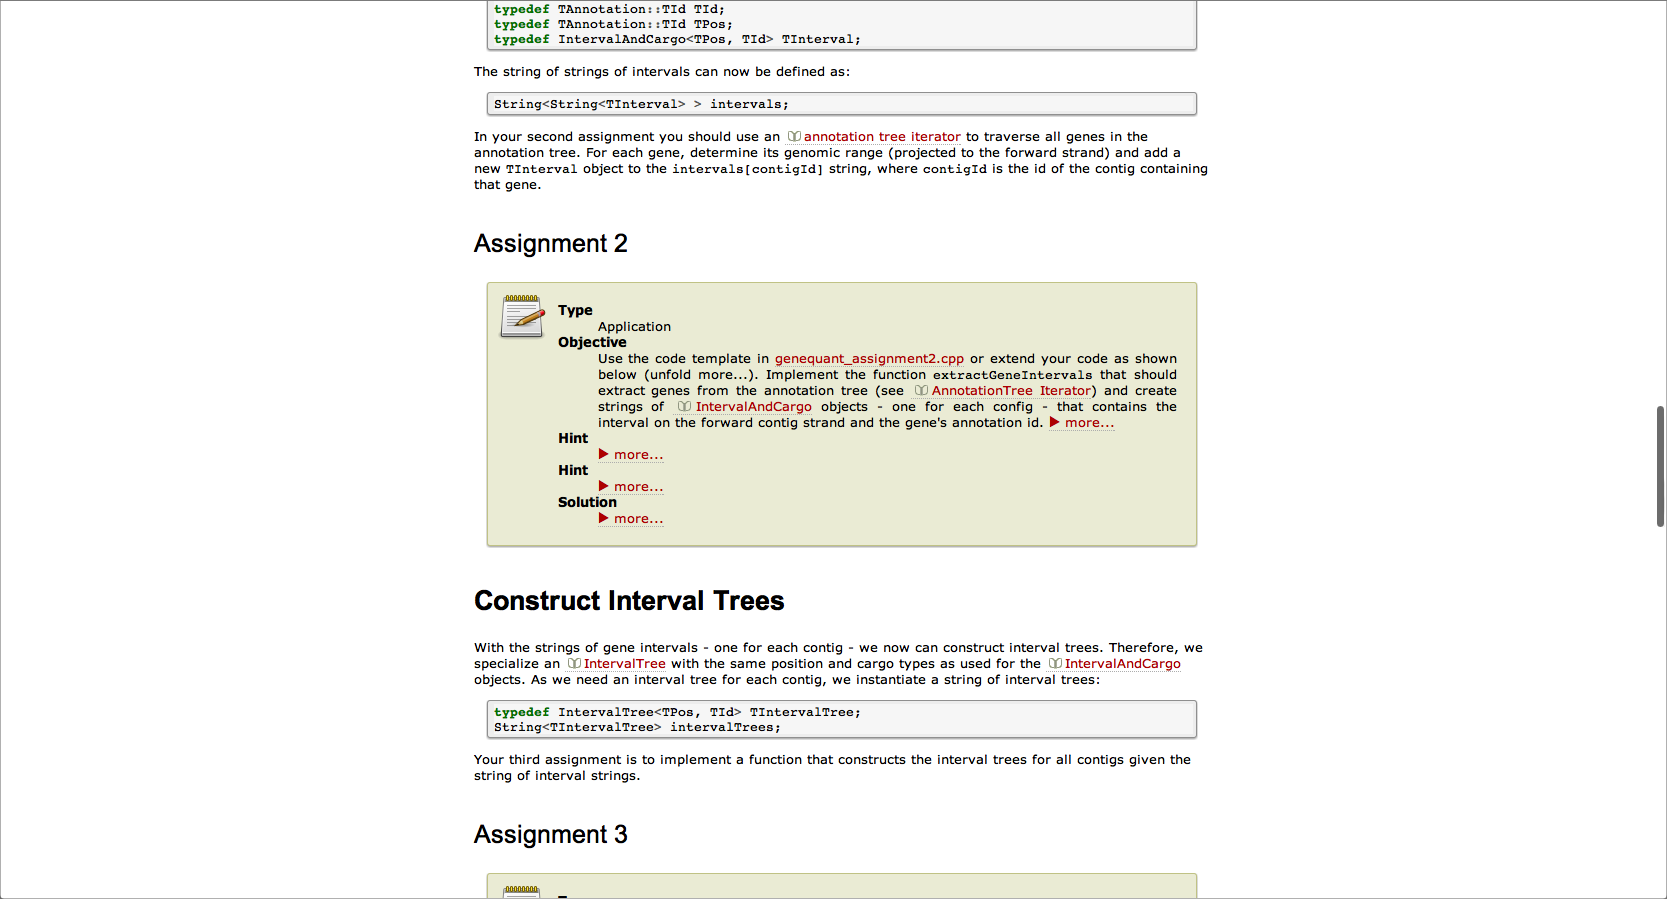 typedef TAnnotation::TId TId;
typedef TAnnotation::TId TPos;
typedef IntervalAndCargo<TPos, TId> TInterval;
The string of strings of intervals can now be defined as:
String<String<TInterval> > intervals;
In your second assignment you should use an annotation tree iterator to traverse all genes in the
annotation tree. For each gene, determine its genomic range (projected to the forward strand) and add a
new TInterval object to the intervals[contigId] string, where contigId is the id of the contig containing
that gene.
Assignment 2
Type
Application
Objective
Use the code template in genequant_assignment2.cpp or extend your code as shown
below (unfold more...). Implement the function extractGeneIntervals that should
extract genes from the annotation tree (see AnnotationTree Iterator) and create
strings of IntervalAndCargo objects - one for each config - that contains the
interval on the forward contig strand and the gene's annotation id. ▶ more...
Hint
▶ more...
Hint
▶ more...
Solution
▶ more...
Construct Interval Trees
With the strings of gene intervals - one for each contig - we now can construct interval trees. Therefore, we
specialize an IntervalTree with the same position and cargo types as used for the IntervalAndCargo
objects. As we need an interval tree for each contig, we instantiate a string of interval trees:
typedef IntervalTree<TPos, TId> TIntervalTree;
String<TIntervalTree> intervalTrees;
Your third assignment is to implement a function that constructs the interval trees for all contigs given the
string of interval strings.
Assignment 3